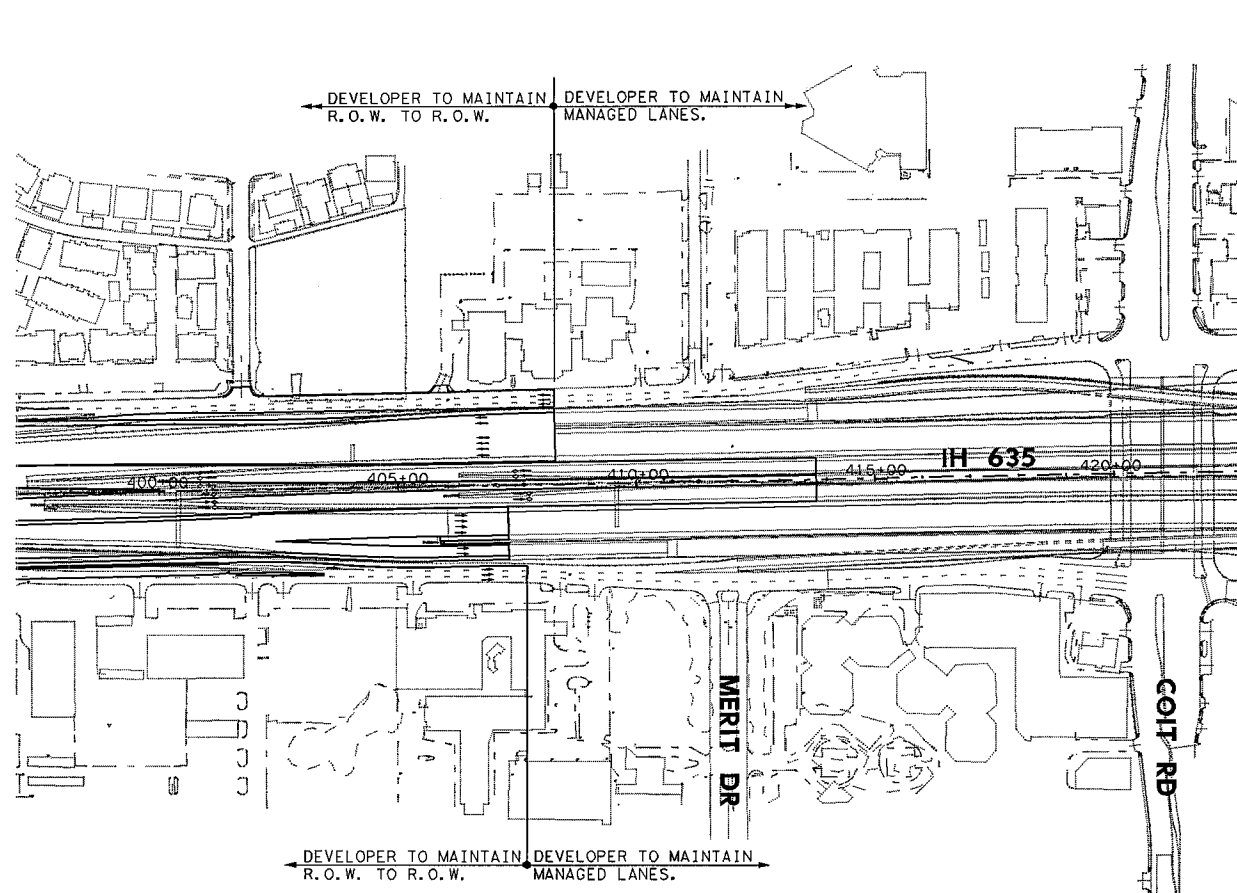 DEVELOPER TO MAINTAIN
R.O.W. TO R.O.W.
DEVELOPER TO MAINTAIN
MANAGED LANES.
IH 635
400+00
405+00
410+00
415+00
420+00
MERIT DR
COIT RD
DEVELOPER TO MAINTAIN
R.O.W. TO R.O.W.
DEVELOPER TO MAINTAIN
MANAGED LANES.